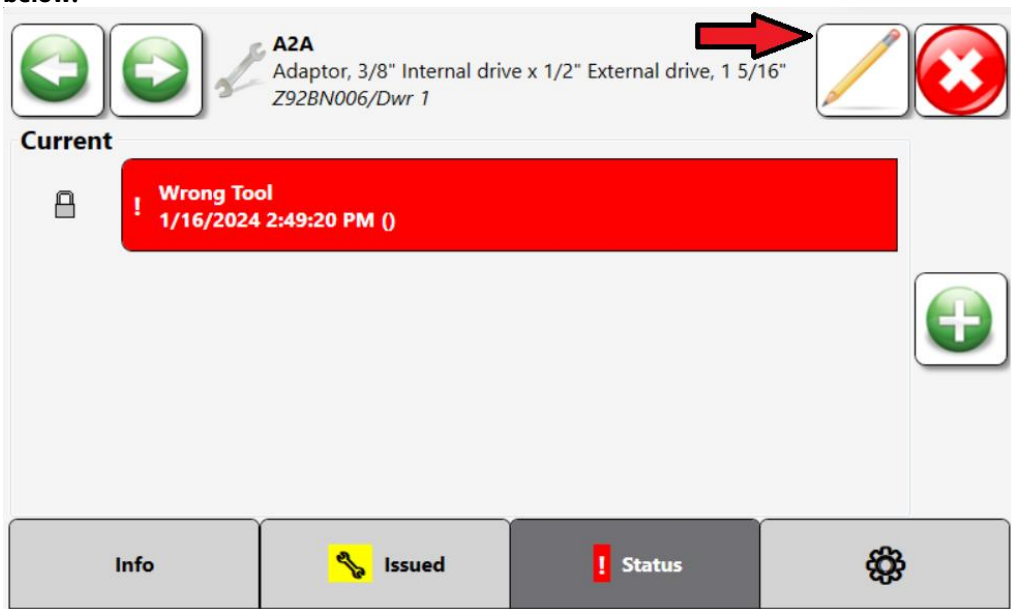 below.
A2A
Adaptor, 3/8" Internal drive x 1/2" External drive, 1 5/16"
Z92BN006/Dwr 1
Current
! Wrong Tool
1/16/2024 2:49:20 PM ()
Info
Issued
! Status